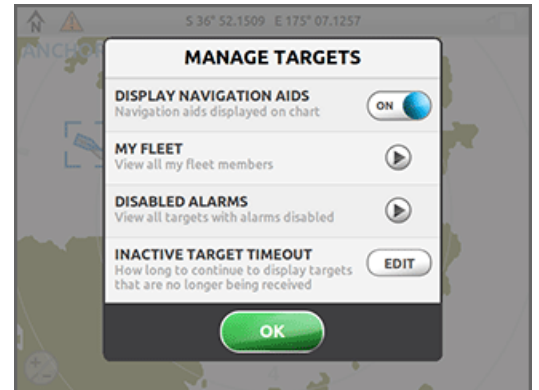 S 36° 52.1509 E 175° 07.1257
ANCHOR
MANAGE TARGETS
DISPLAY NAVIGATION AIDS
Navigation aids displayed on chart
ON
MY FLEET
View all my fleet members
DISABLED ALARMS
View all targets with alarms disabled
INACTIVE TARGET TIMEOUT
How long to continue to display targets
that are no longer being received
EDIT
OK